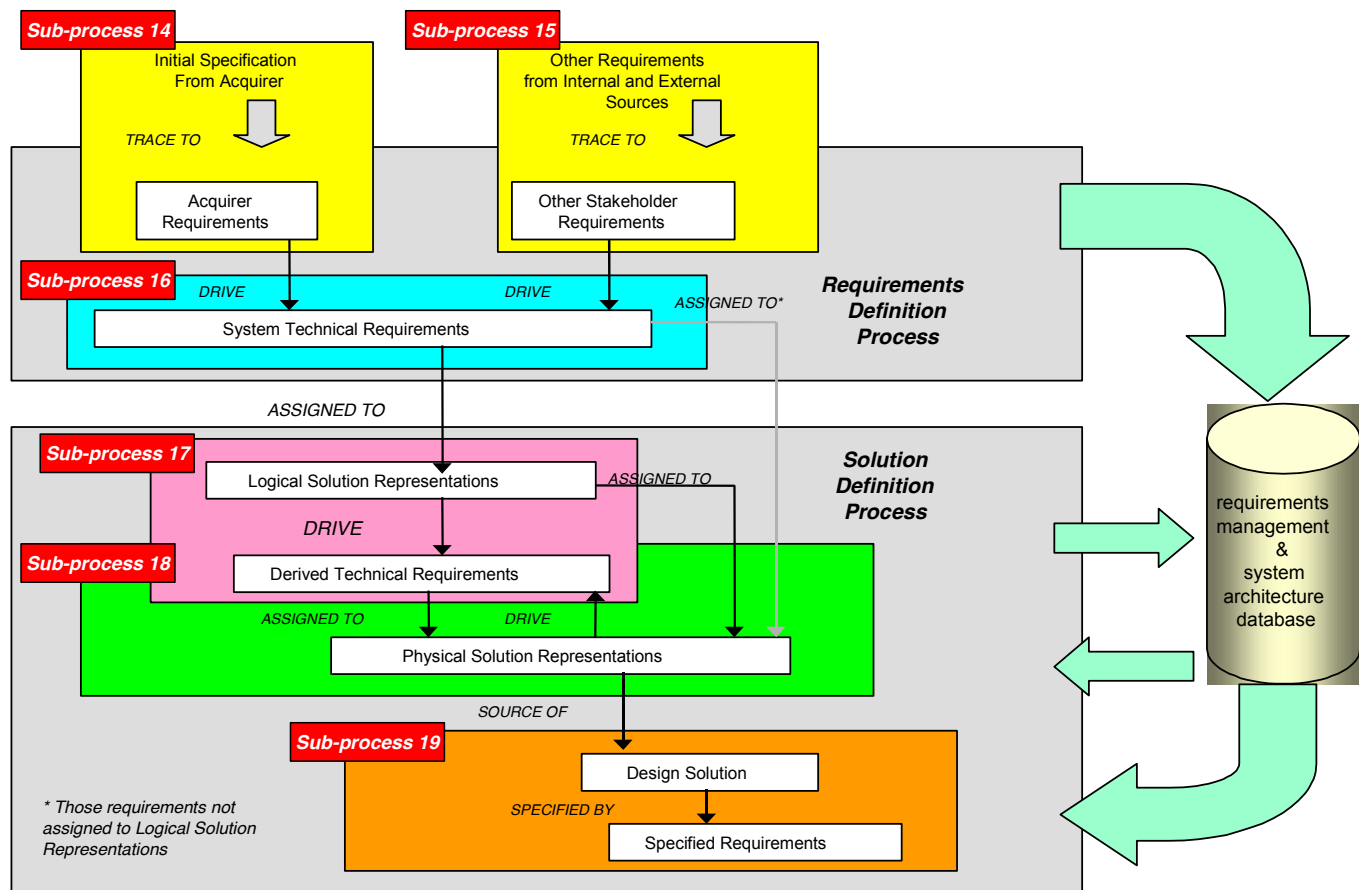 Sub-process 14
Initial Specification
From Acquirer
TRACE TO
Acquirer
Requirements
Sub-process 15
Other Requirements
from Internal and External
Sources
TRACE TO
Other Stakeholder
Requirements
Sub-process 16
DRIVE
DRIVE
ASSIGNED TO*
System Technical Requirements
Requirements
Definition
Process
ASSIGNED TO
Sub-process 17
Logical Solution Representations
ASSIGNED TO
Solution
Definition
Process
DRIVE
Sub-process 18
Derived Technical Requirements
ASSIGNED TO
DRIVE
Physical Solution Representations
SOURCE OF
Sub-process 19
Design Solution
SPECIFIED BY
Specified Requirements
* Those requirements not
assigned to Logical Solution
Representations
requirements
management
&
system
architecture
database